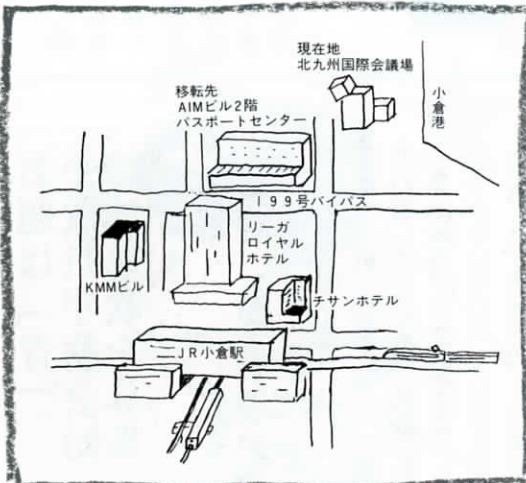 現在地
北九州国際会議場
小倉港
移転先
AIMビル2階
パスポートセンター
199号バイパス
リーガ
ロイヤル
ホテル
KMMビル
チサンホテル
JR小倉駅